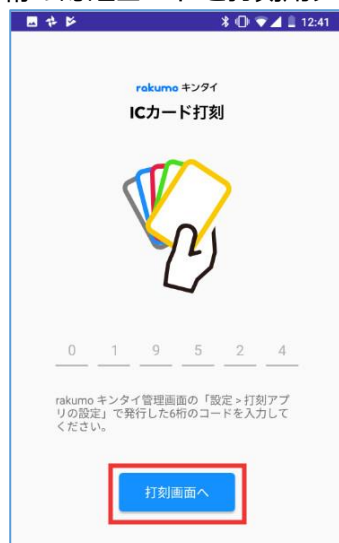 12:41
rakumo キンタイ
ICカード打刻
0 1 9 5 2 4
rakumo キンタイ管理画面の「設定 > 打刻アプ
リの設定」で発行した6桁のコードを入力して
ください。
打刻画面へ